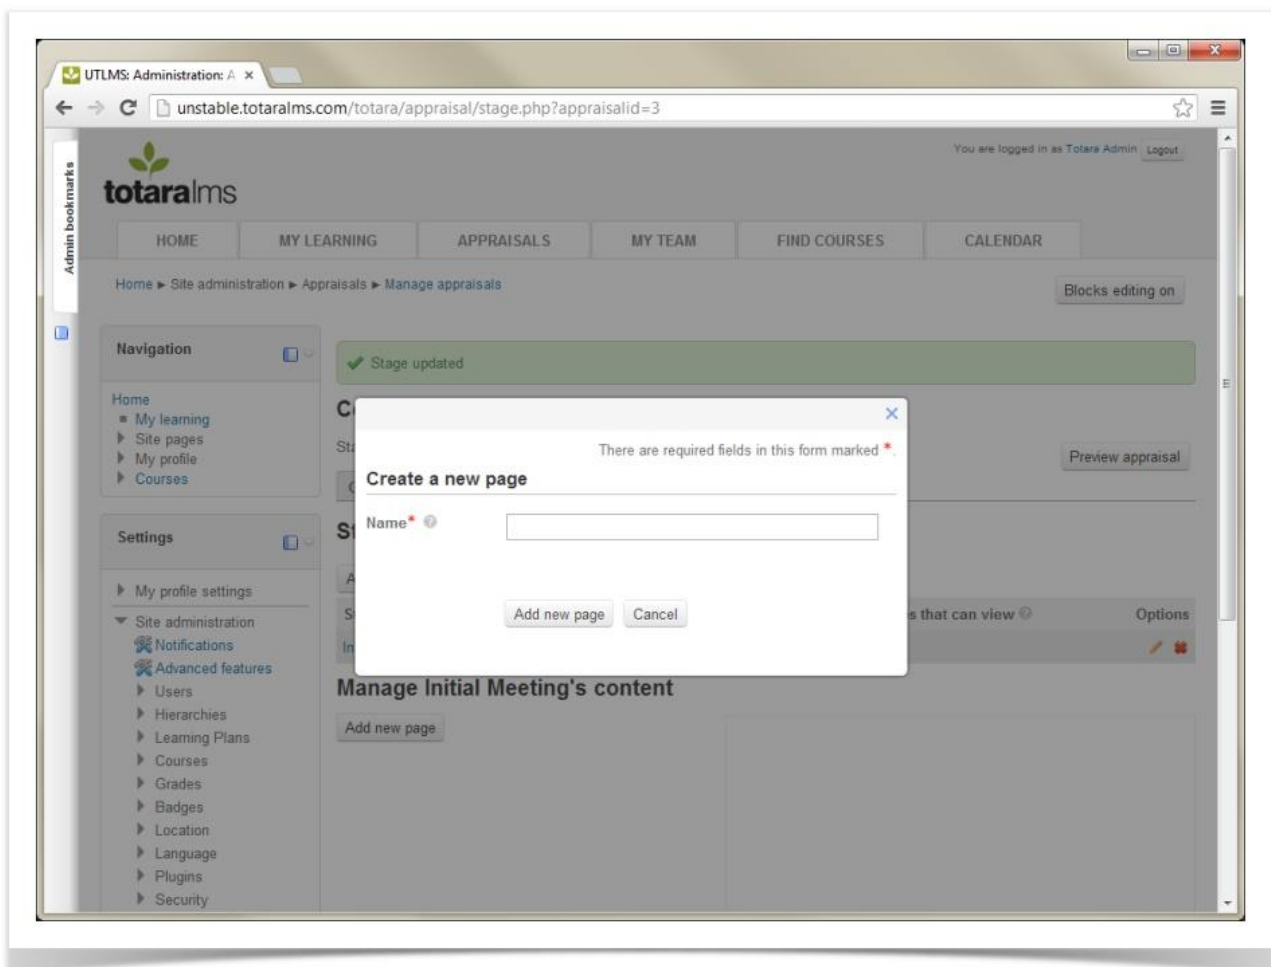 UTLMS: Administration: A
unstable.totaralms.com/totara/appraisal/stage.php?appraisalid=3
Admin bookmarks
You are logged in as Totara Admin Logout
totaralms
HOME MY LEARNING APPRAISALS MY TEAM FIND COURSES CALENDAR
Home ► Site administration ► Appraisals ► Manage appraisals
Blocks editing on
Navigation
Home
My learning
Site pages
My profile
Courses
Settings
My profile settings
Site administration
Notifications
Advanced features
Users
Hierarchies
Learning Plans
Courses
Grades
Badges
Location
Language
Plugins
Security
Stage updated
Preview appraisal
There are required fields in this form marked *.
Create a new page
Name*
Add new page Cancel
that can view Options
Manage Initial Meeting's content
Add new page